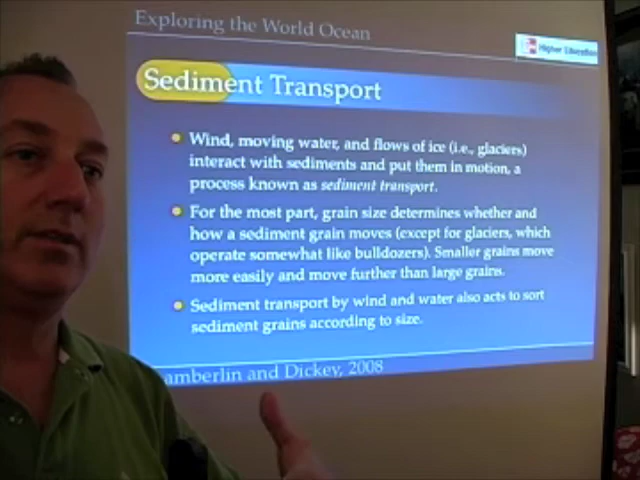 Exploring the World Ocean
Higher Education
Sediment Transport
Wind, moving water, and flows of ice (i.e., glaciers)
interact with sediments and put them in motion, a
process known as sediment transport.
For the most part, grain size determines whether and
how a sediment grain moves (except for glaciers, which
operate somewhat like bulldozers). Smaller grains move
more easily and move further than large grains.
Sediment transport by wind and water also acts to sort
sediment grains according to size.
amberlin and Dickey, 2008